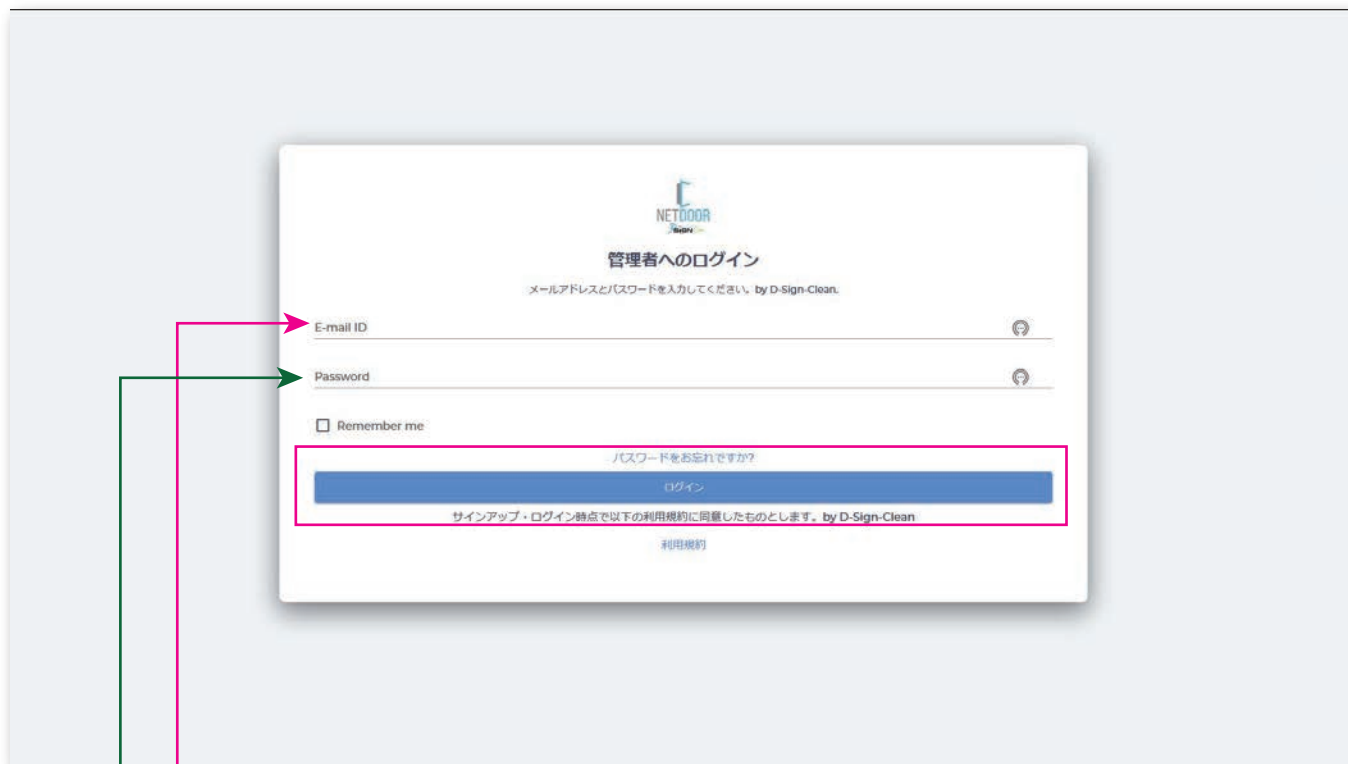 NETDOOR
管理者へのログイン
メールアドレスとパスワードを入力してください。by D-Sign-Clean.
E-mail ID
Password
Remember me
パスワードをお忘れですか?
ログイン
サインアップ・ログイン時点で以下の利用規約に同意したものとします。by D-Sign-Clean
利用規約